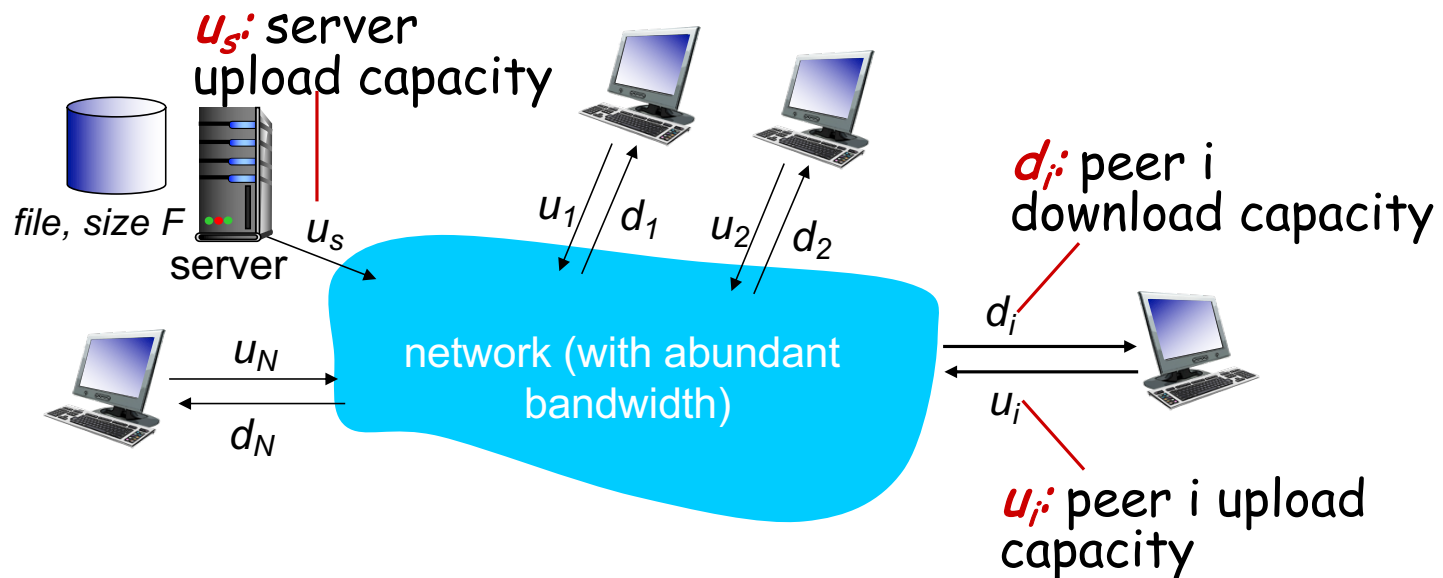 us: server
upload capacity
file, size F
server
us
u1
d1
u2
d2
di: peer i
download capacity
uN
dN
network (with abundant
bandwidth)
di
ui
ui: peer i upload
capacity